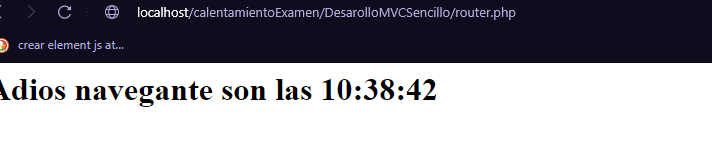 localhost/calentamientoExamen/DesarolloMVCSencillo/router.php
crear element js at...
Adios navegante son las 10:38:42